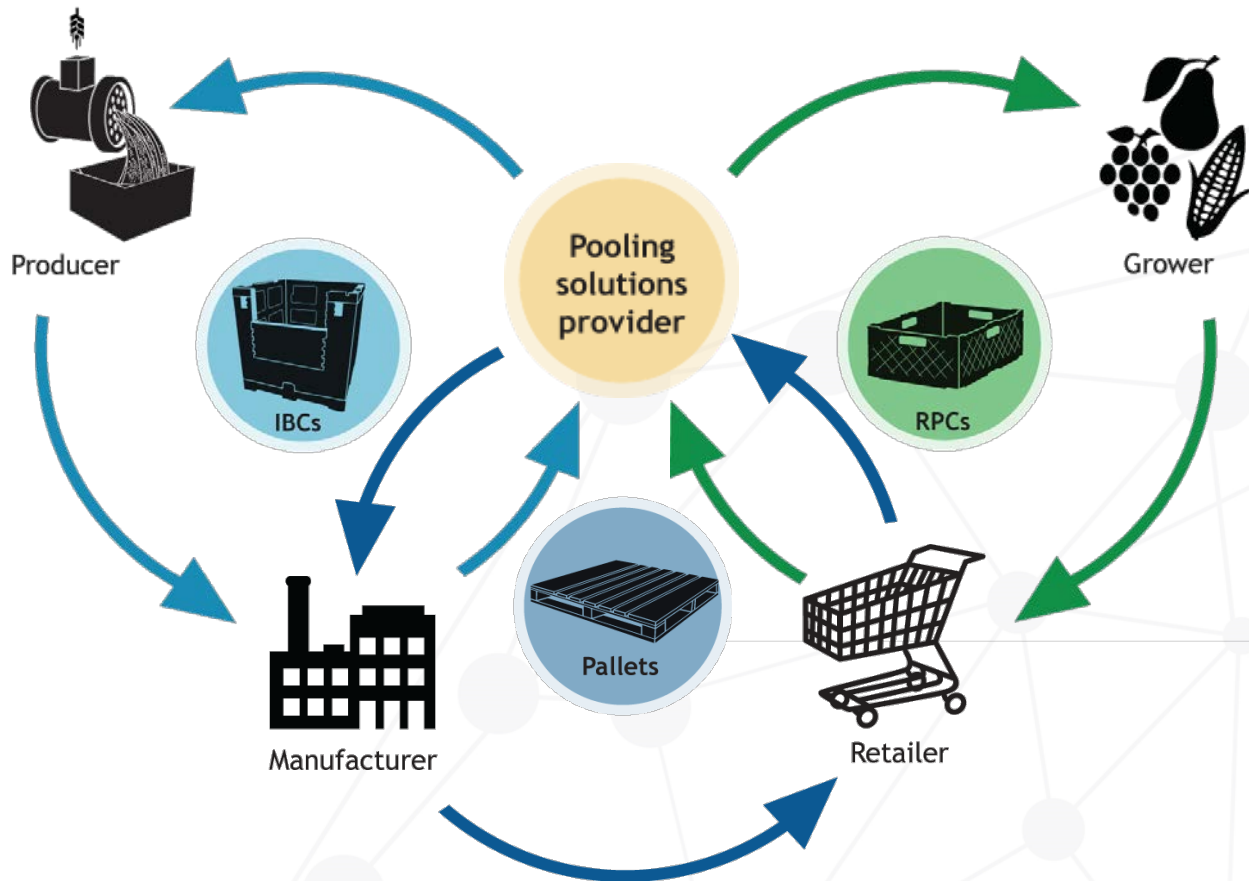 Pooling
solutions
provider
Producer
Grower
IBCs
RPCs
Pallets
Manufacturer
Retailer